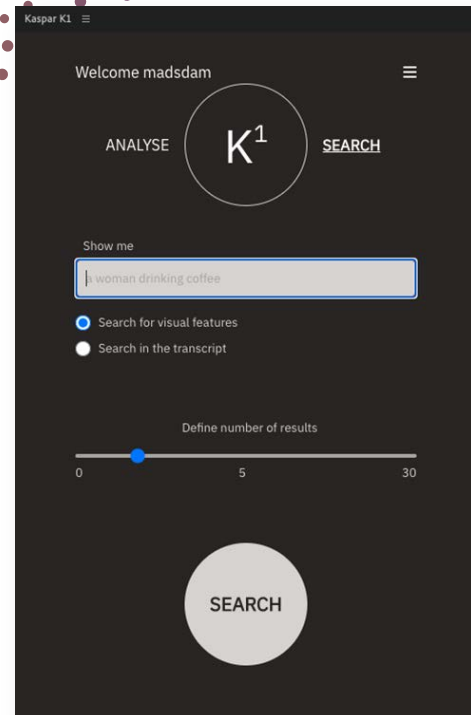 Kaspar K1
Welcome madsdam
ANALYSE
K¹
SEARCH
Show me
a woman drinking coffee
Search for visual features
Search in the transcript
Define number of results
0 5 30
SEARCH